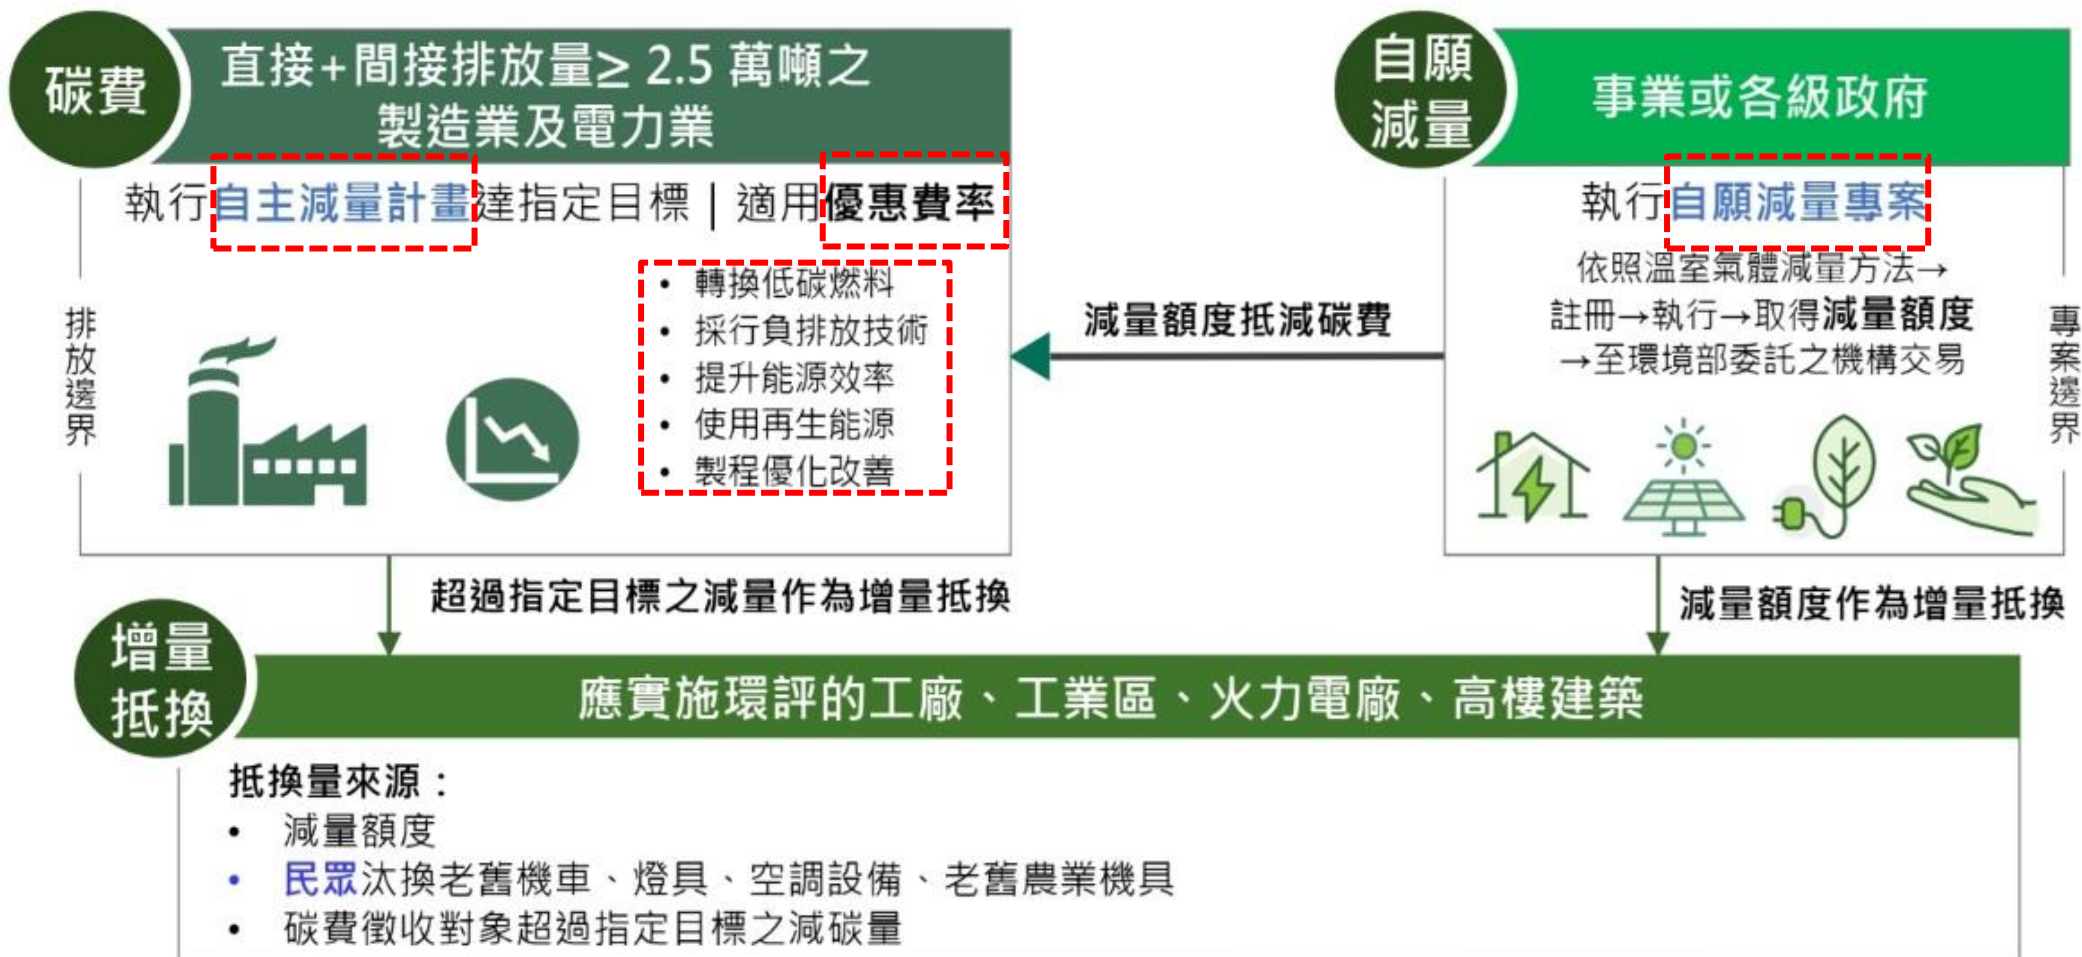 碳費
直接+間接排放量≥ 2.5 萬噸之
製造業及電力業
執行自主減量計畫達指定目標 | 適用優惠費率
排放邊界
• 轉換低碳燃料
• 採行負排放技術
• 提升能源效率
• 使用再生能源
• 製程優化改善
減量額度抵減碳費
自願
減量
事業或各級政府
執行自願減量專案
依照溫室氣體減量方法→
註冊→執行→取得減量額度
→至環境部委託之機構交易
專案邊界
超過指定目標之減量作為增量抵換
減量額度作為增量抵換
增量
抵換
應實施環評的工廠、工業區、火力電廠、高樓建築
抵換量來源：
• 減量額度
• 民眾汰換老舊機車、燈具、空調設備、老舊農業機具
• 碳費徵收對象超過指定目標之減碳量